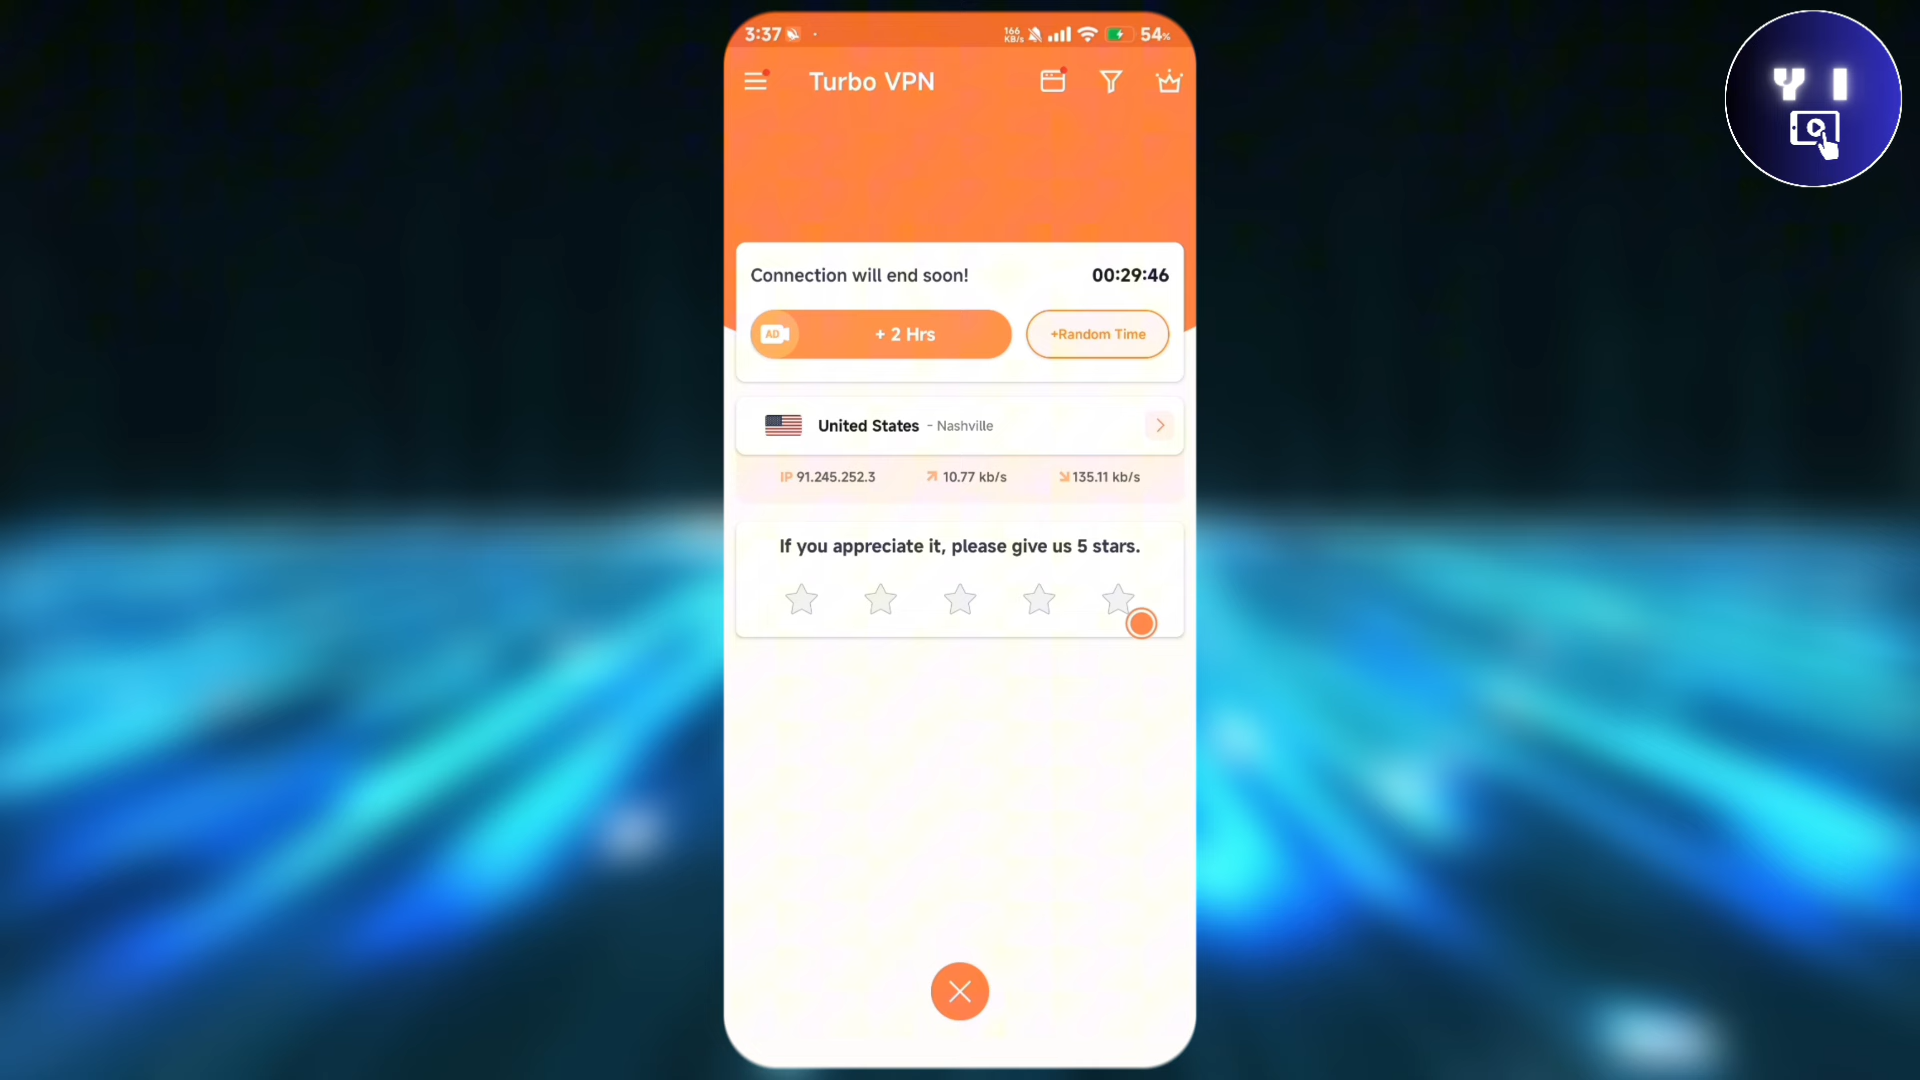 3:37
166
KB/s
54%
Turbo VPN
Y I
Connection will end soon!
00:29:46
AD
+ 2 Hrs
+Random Time
United States - Nashville
IP 91.245.252.3
10.77 kb/s
135.11 kb/s
If you appreciate it, please give us 5 stars.